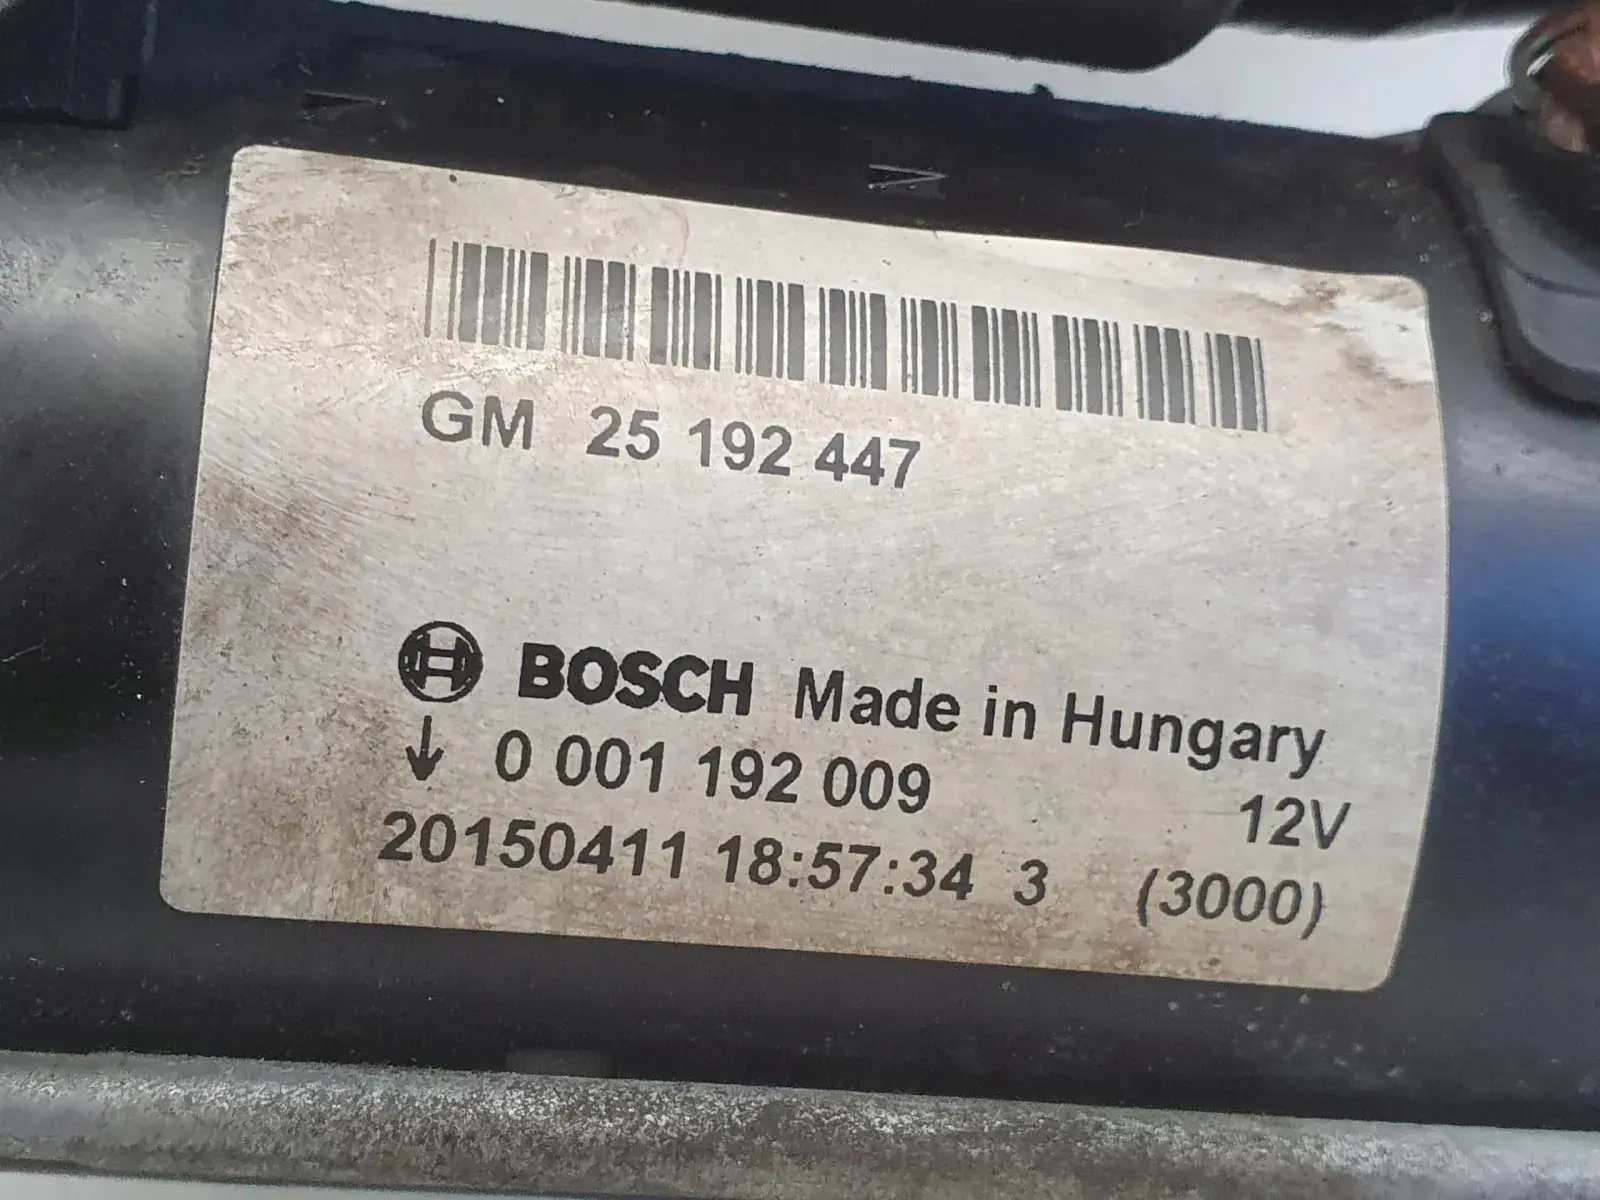 GM 25 192 447
BOSCH Made in Hungary
↓ 0 001 192 009 12V
20150411 18:57:34 3 (3000)